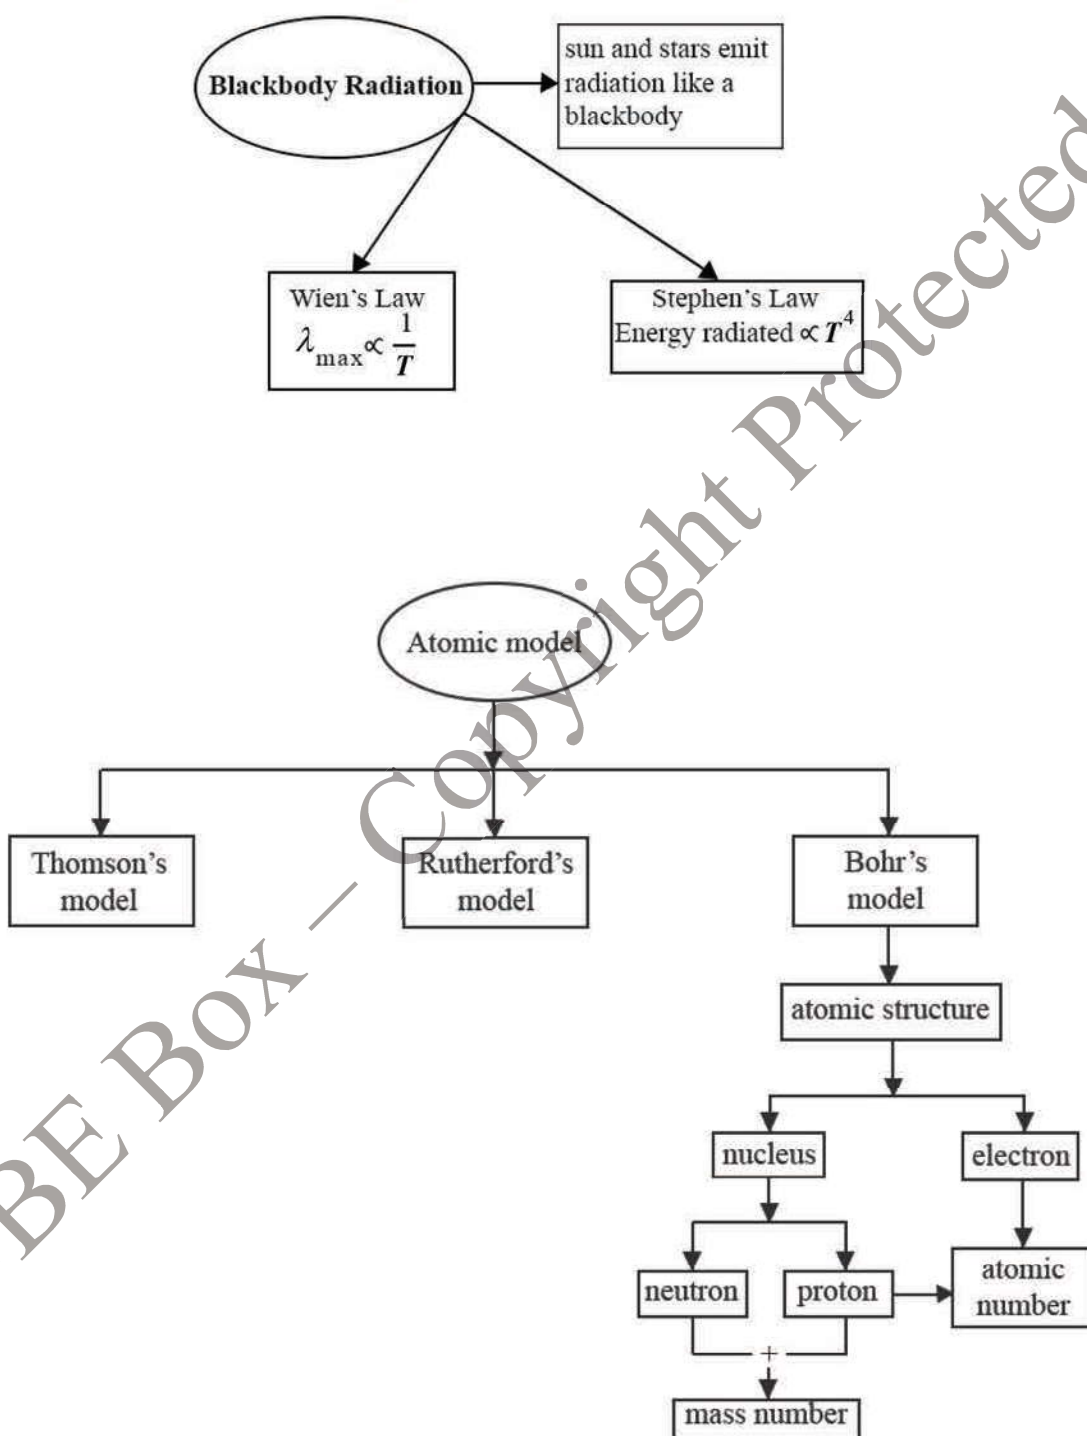 Blackbody Radiation
sun and stars emit
radiation like a
blackbody
Wien's Law
λmax ∝ 1/T
Stephen's Law
Energy radiated ∝ T⁴
Atomic model
Thomson's
model
Rutherford's
model
Bohr's
model
atomic structure
nucleus
electron
neutron
proton
atomic
number
+
mass number
BE Box – Copyright Protected